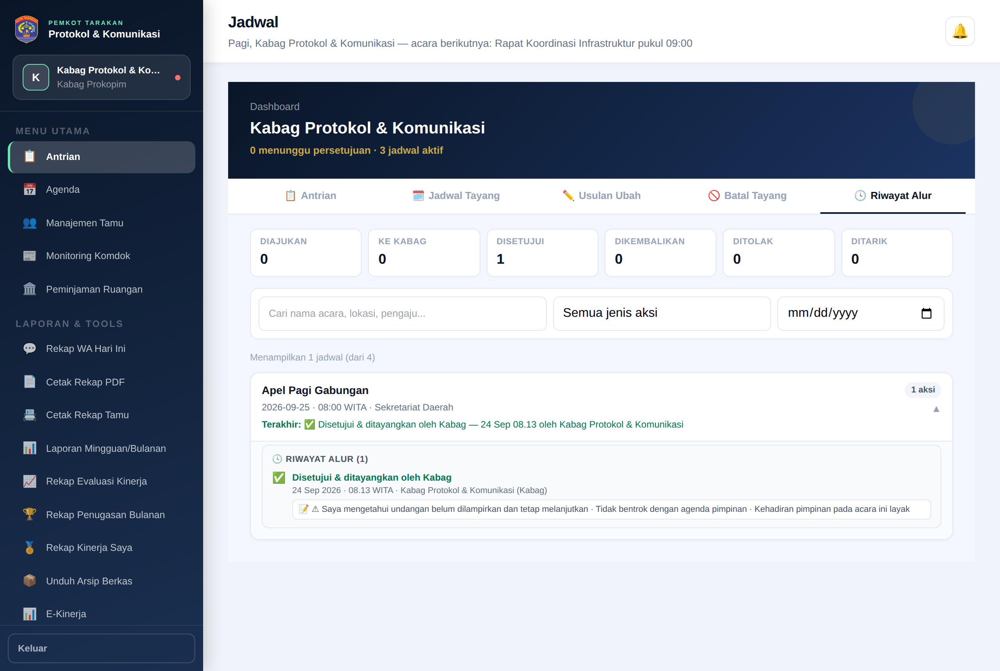 KOTA TARAKAN
PEMKOT TARAKAN
Protokol & Komunikasi
K
Kabag Protokol & Ko...
Kabag Prokopim
MENU UTAMA
Antrian
Agenda
Manajemen Tamu
Monitoring Komdok
Peminjaman Ruangan
LAPORAN & TOOLS
Rekap WA Hari Ini
Cetak Rekap PDF
Cetak Rekap Tamu
Laporan Mingguan/Bulanan
Rekap Evaluasi Kinerja
Rekap Penugasan Bulanan
Rekap Kinerja Saya
Unduh Arsip Berkas
E-Kinerja
Keluar
Jadwal
Pagi, Kabag Protokol & Komunikasi — acara berikutnya: Rapat Koordinasi Infrastruktur pukul 09:00
Dashboard
Kabag Protokol & Komunikasi
0 menunggu persetujuan · 3 jadwal aktif
Antrian
Jadwal Tayang
Usulan Ubah
Batal Tayang
Riwayat Alur
DIAJUKAN
0
KE KABAG
0
DISETUJUI
1
DIKEMBALIKAN
0
DITOLAK
0
DITARIK
0
Cari nama acara, lokasi, pengaju...
Semua jenis aksi
mm/dd/yyyy
Menampilkan 1 jadwal (dari 4)
Apel Pagi Gabungan
1 aksi
2026-09-25 · 08:00 WITA · Sekretariat Daerah
▲
Terakhir: ✅ Disetujui & ditayangkan oleh Kabag — 24 Sep 08.13 oleh Kabag Protokol & Komunikasi
🕓 RIWAYAT ALUR (1)
✅ Disetujui & ditayangkan oleh Kabag
24 Sep 2026 · 08.13 WITA · Kabag Protokol & Komunikasi (Kabag)
📝 ⚠ Saya mengetahui undangan belum dilampirkan dan tetap melanjutkan · Tidak bentrok dengan agenda pimpinan · Kehadiran pimpinan pada acara ini layak